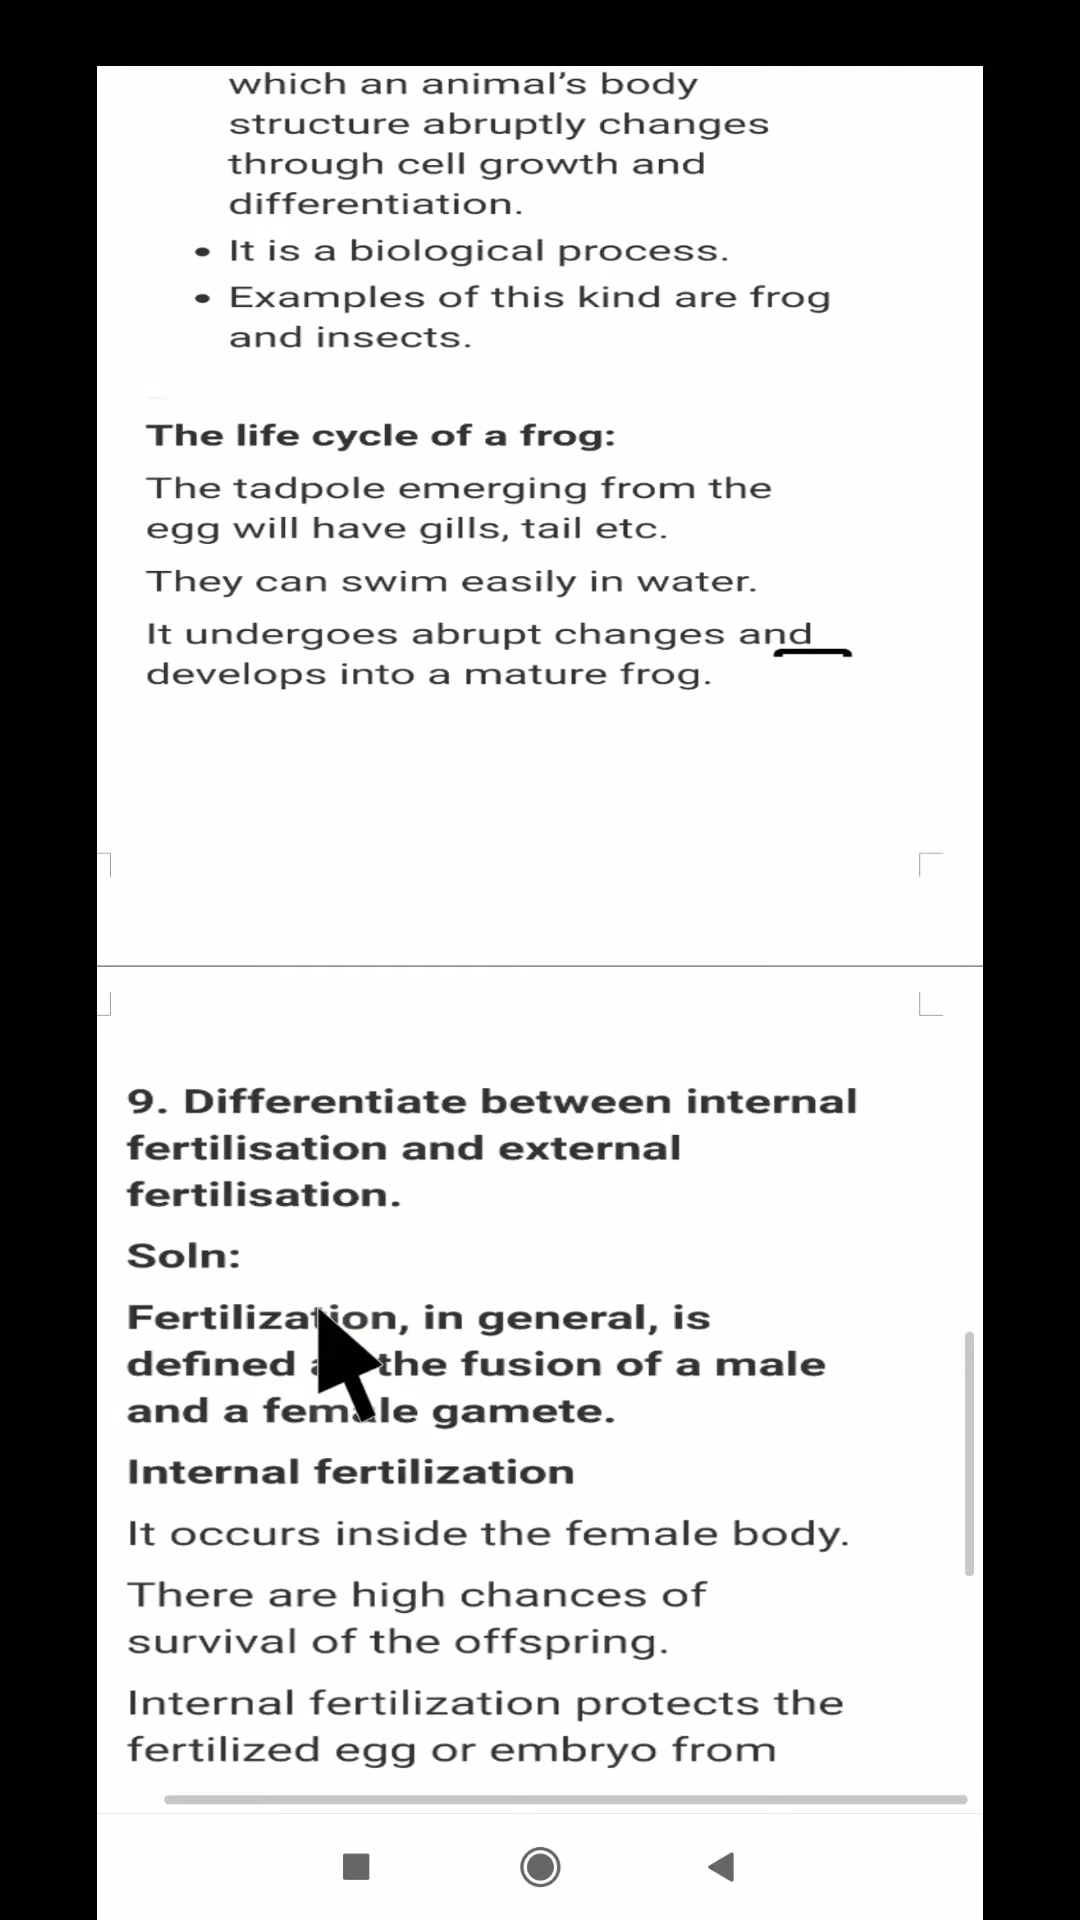 which an animal’s body
structure abruptly changes
through cell growth and
differentiation.
• It is a biological process.
• Examples of this kind are frog
and insects.
The life cycle of a frog:
The tadpole emerging from the
egg will have gills, tail etc.
They can swim easily in water.
It undergoes abrupt changes and
develops into a mature frog.
9. Differentiate between internal
fertilisation and external
fertilisation.
Soln:
Fertilization, in general, is
defined as the fusion of a male
and a female gamete.
Internal fertilization
It occurs inside the female body.
There are high chances of
survival of the offspring.
Internal fertilization protects the
fertilized egg or embryo from